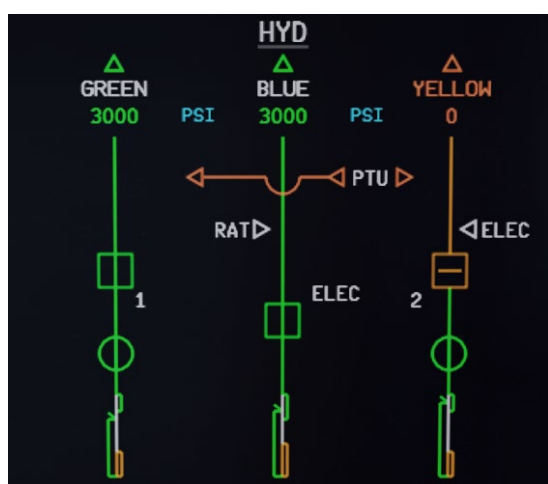 HYD
GREEN BLUE YELLOW
3000 PSI 3000 PSI 0
PTU
RAT ELEC
ELEC
1 2